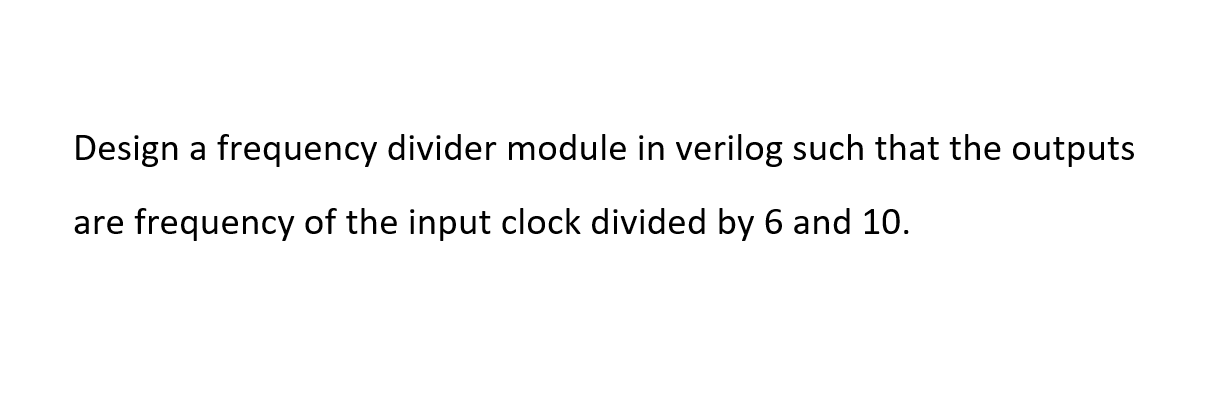 Design a frequency divider module in verilog such that the outputs
are frequency of the input clock divided by 6 and 10.